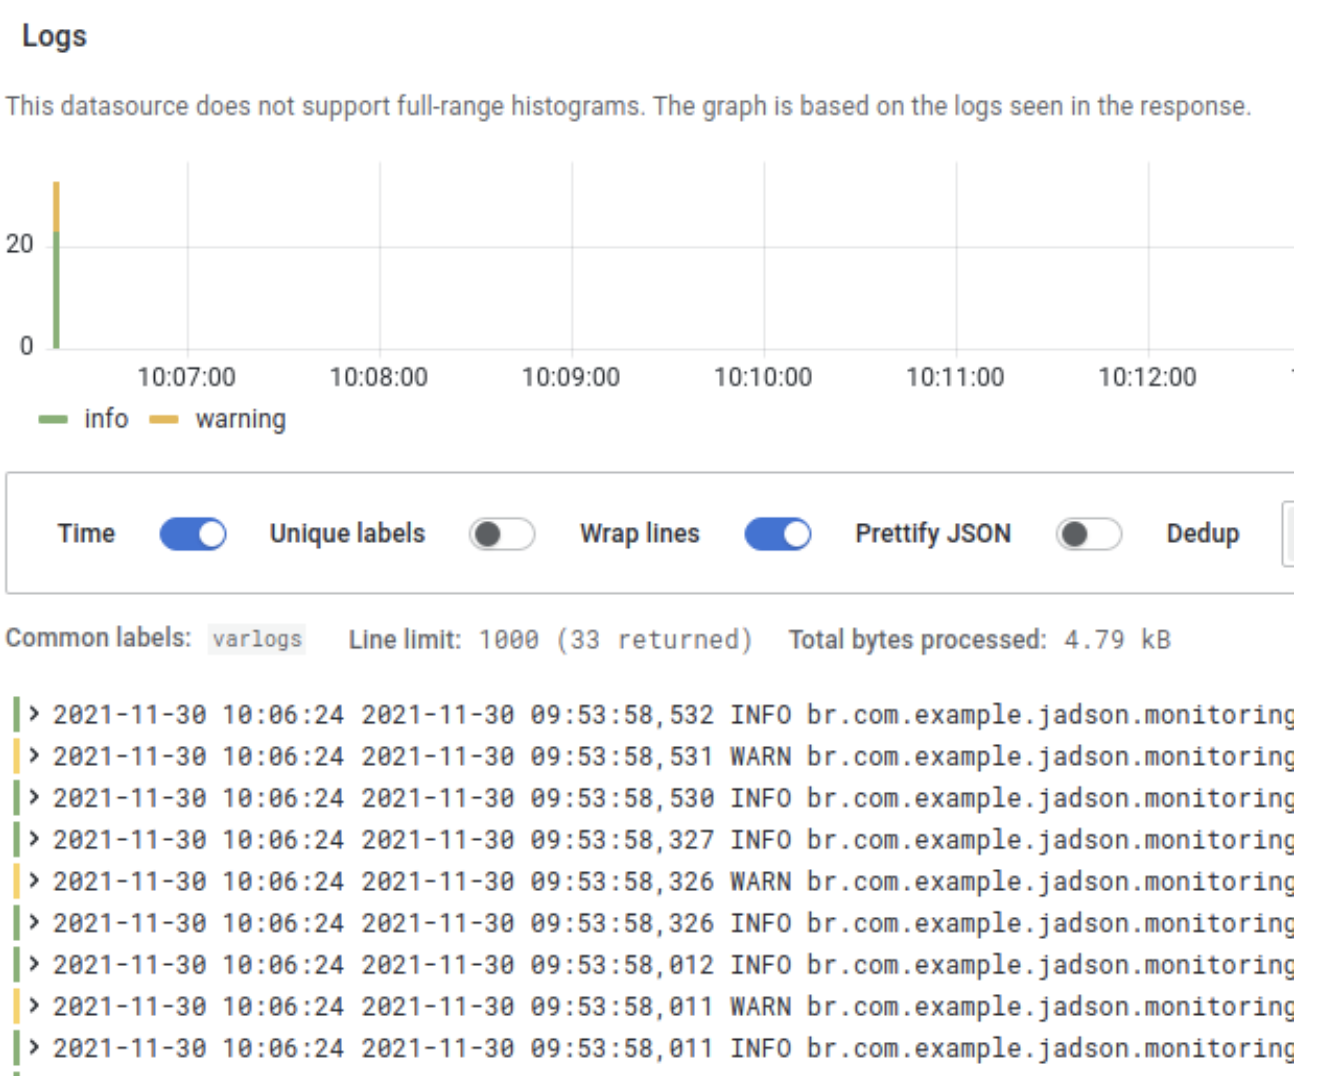 Logs
This datasource does not support full-range histograms. The graph is based on the logs seen in the response.
20
0
10:07:00 10:08:00 10:09:00 10:10:00 10:11:00 10:12:00
info warning
Time Unique labels Wrap lines Prettify JSON Dedup
Common labels: varlogs Line limit: 1000 (33 returned) Total bytes processed: 4.79 kB
> 2021-11-30 10:06:24 2021-11-30 09:53:58,532 INFO br.com.example.jadson.monitoring
> 2021-11-30 10:06:24 2021-11-30 09:53:58,531 WARN br.com.example.jadson.monitoring
> 2021-11-30 10:06:24 2021-11-30 09:53:58,530 INFO br.com.example.jadson.monitoring
> 2021-11-30 10:06:24 2021-11-30 09:53:58,327 INFO br.com.example.jadson.monitoring
> 2021-11-30 10:06:24 2021-11-30 09:53:58,326 WARN br.com.example.jadson.monitoring
> 2021-11-30 10:06:24 2021-11-30 09:53:58,326 INFO br.com.example.jadson.monitoring
> 2021-11-30 10:06:24 2021-11-30 09:53:58,012 INFO br.com.example.jadson.monitoring
> 2021-11-30 10:06:24 2021-11-30 09:53:58,011 WARN br.com.example.jadson.monitoring
> 2021-11-30 10:06:24 2021-11-30 09:53:58,011 INFO br.com.example.jadson.monitoring